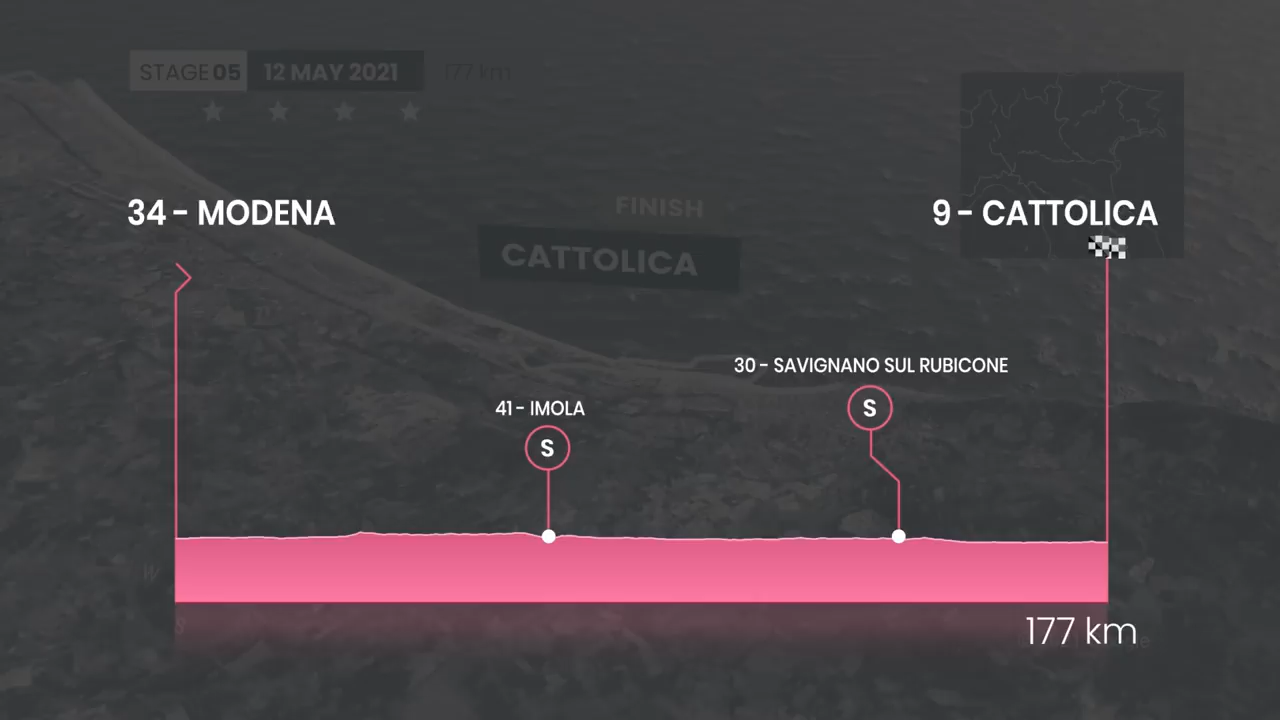 STAGE 05 12 MAY 2021 177 km
34 - MODENA
9 - CATTOLICA
FINISH
CATTOLICA
30 - SAVIGNANO SUL RUBICONE
S
41 - IMOLA
S
177 km